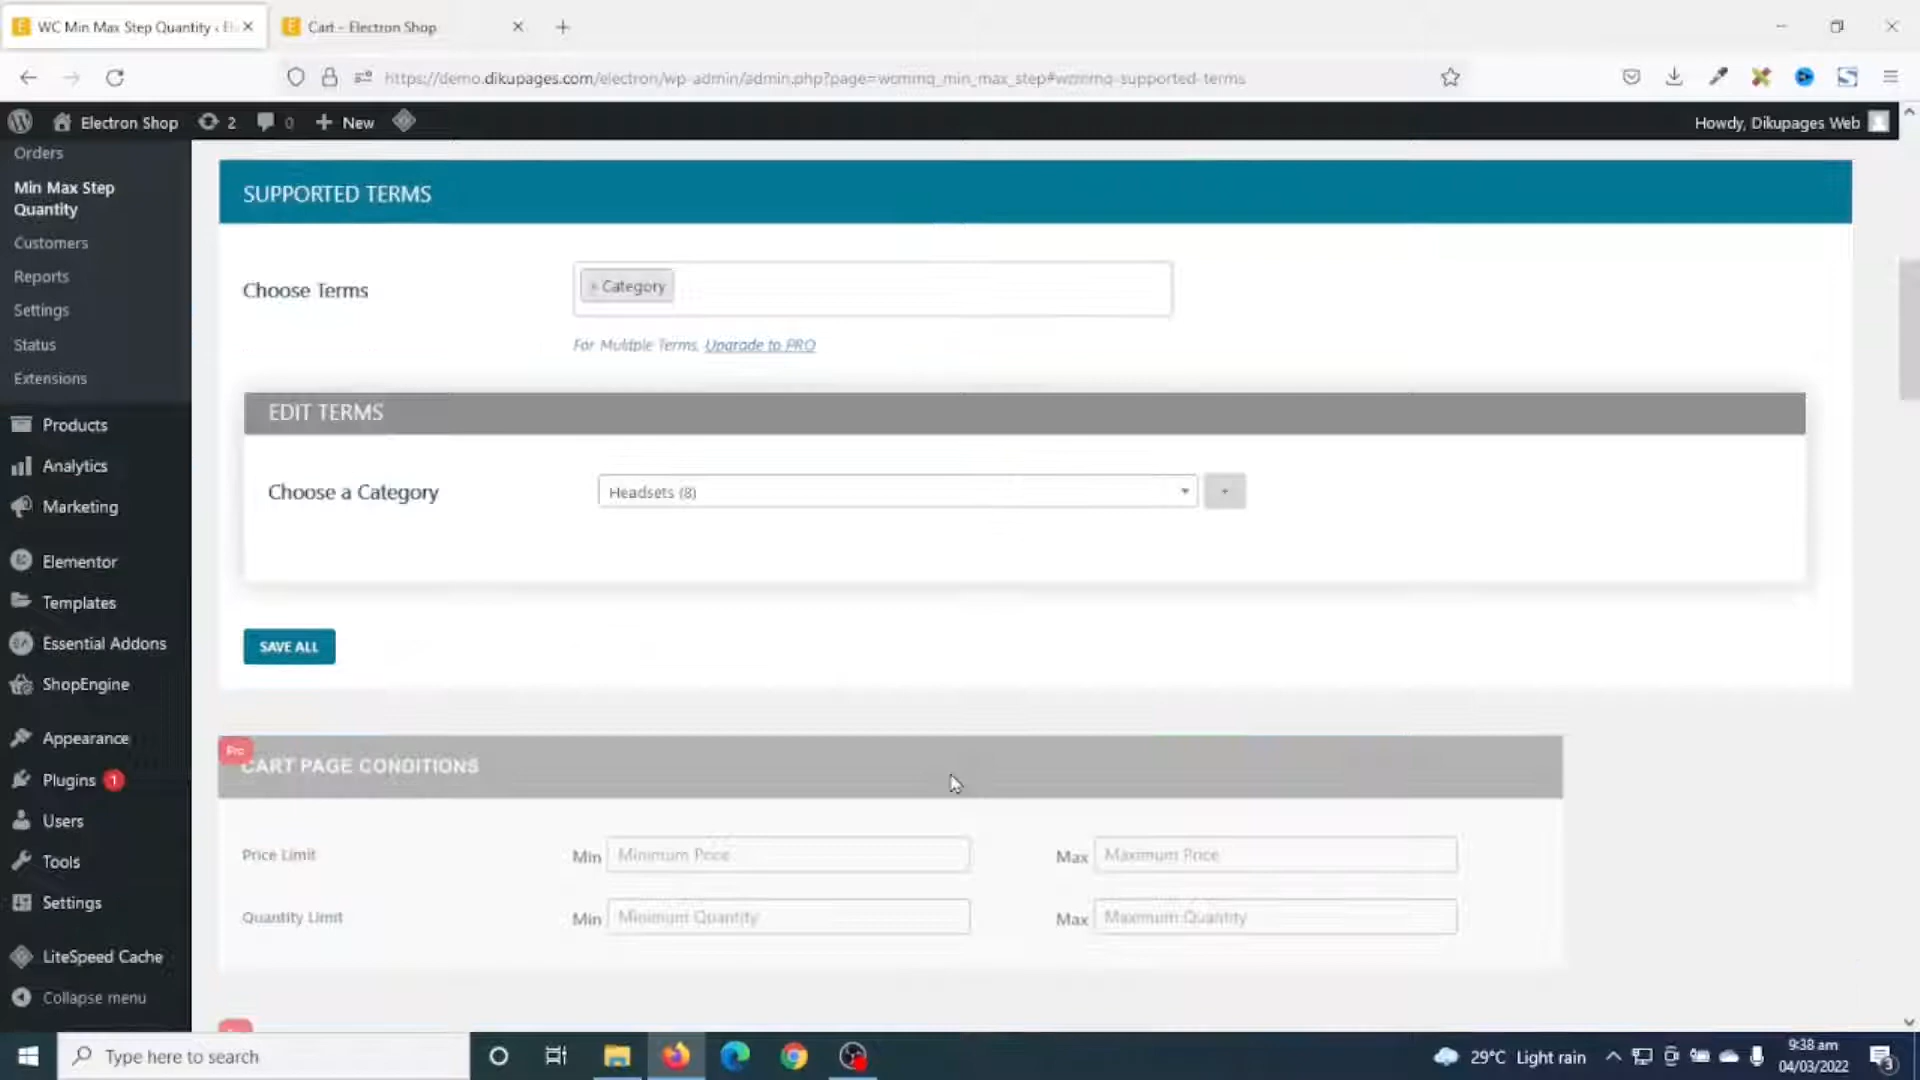 WC Min Max Step Quantity ‹ El
Cart – Electron Shop
https://demo.dikupages.com/electron/wp-admin/admin.php?page=wcmmq_min_max_step#wcmmq-supported-terms
Electron Shop
2
0
New
Howdy, Dikupages Web
Orders
Min Max Step
Quantity
Customers
Reports
Settings
Status
Extensions
Products
Analytics
Marketing
Elementor
Templates
Essential Addons
ShopEngine
Appearance
Plugins 1
Users
Tools
Settings
LiteSpeed Cache
Collapse menu
SUPPORTED TERMS
Choose Terms
× Category
For Multiple Terms, Upgrade to PRO
EDIT TERMS
Choose a Category
Headsets (8)
SAVE ALL
Pro
CART PAGE CONDITIONS
Price Limit
Min
Minimum Price
Max
Maximum Price
Quantity Limit
Min
Minimum Quantity
Max
Maximum Quantity
Type here to search
29°C Light rain
9:38 am
04/03/2022
3